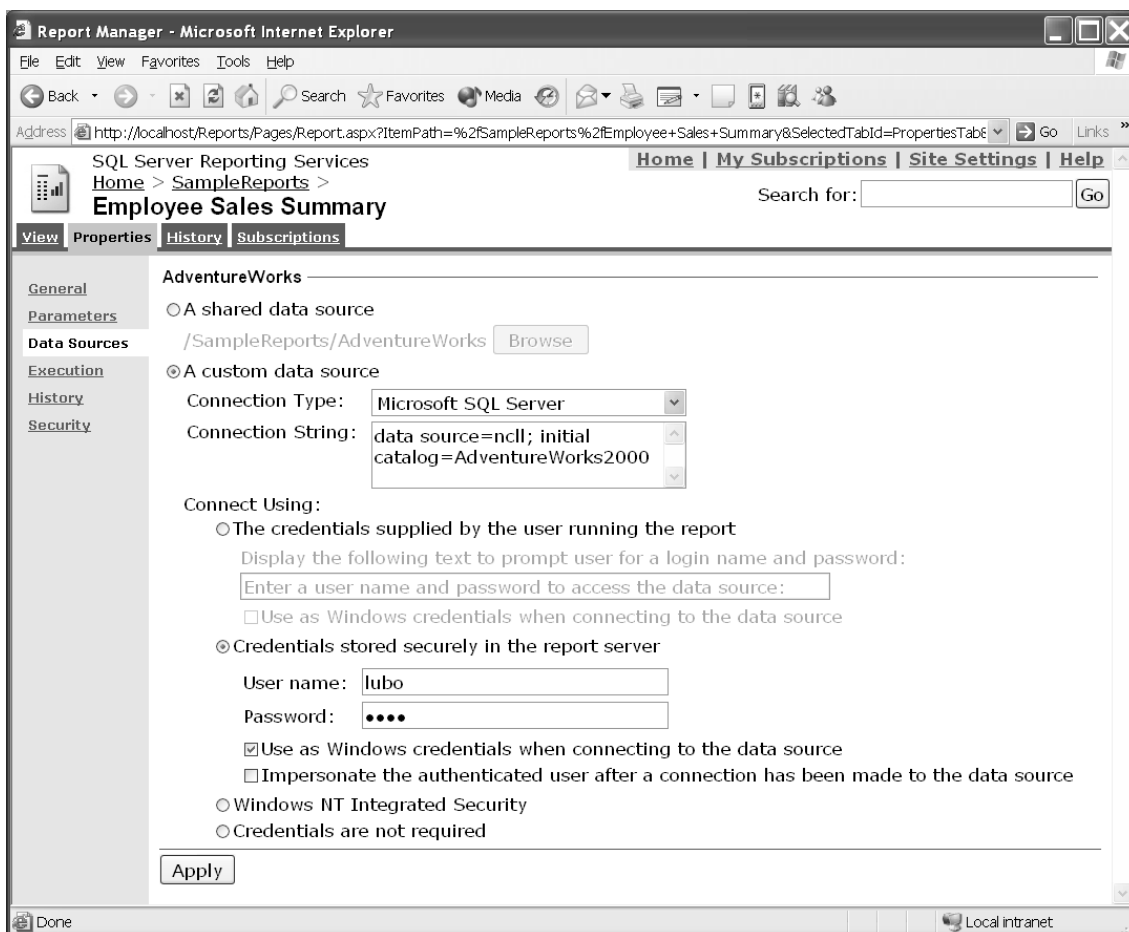 Report Manager - Microsoft Internet Explorer
File Edit View Favorites Tools Help
Back Search Favorites Media
Address http://localhost/Reports/Pages/Report.aspx?ItemPath=%2fSampleReports%2fEmployee+Sales+Summary&SelectedTabId=PropertiesTab& Go Links »
SQL Server Reporting Services
Home | My Subscriptions | Site Settings | Help
Home > SampleReports >
Employee Sales Summary
Search for: Go
View Properties History Subscriptions
General
Parameters
Data Sources
Execution
History
Security
AdventureWorks
A shared data source
/SampleReports/AdventureWorks Browse
A custom data source
Connection Type: Microsoft SQL Server
Connection String: data source=ncll; initial
catalog=AdventureWorks2000
Connect Using:
The credentials supplied by the user running the report
Display the following text to prompt user for a login name and password:
Enter a user name and password to access the data source:
Use as Windows credentials when connecting to the data source
Credentials stored securely in the report server
User name: lubo
Password: ••••
Use as Windows credentials when connecting to the data source
Impersonate the authenticated user after a connection has been made to the data source
Windows NT Integrated Security
Credentials are not required
Apply
Done Local intranet